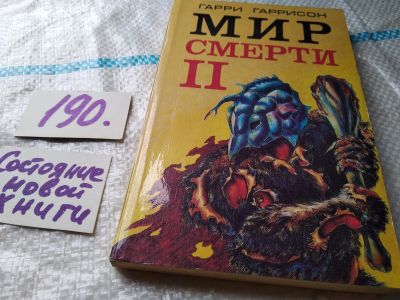 ГАРРИ ГАРРИСОН
МИР
СМЕРТИ
II
190.
Состояние
новой
книги